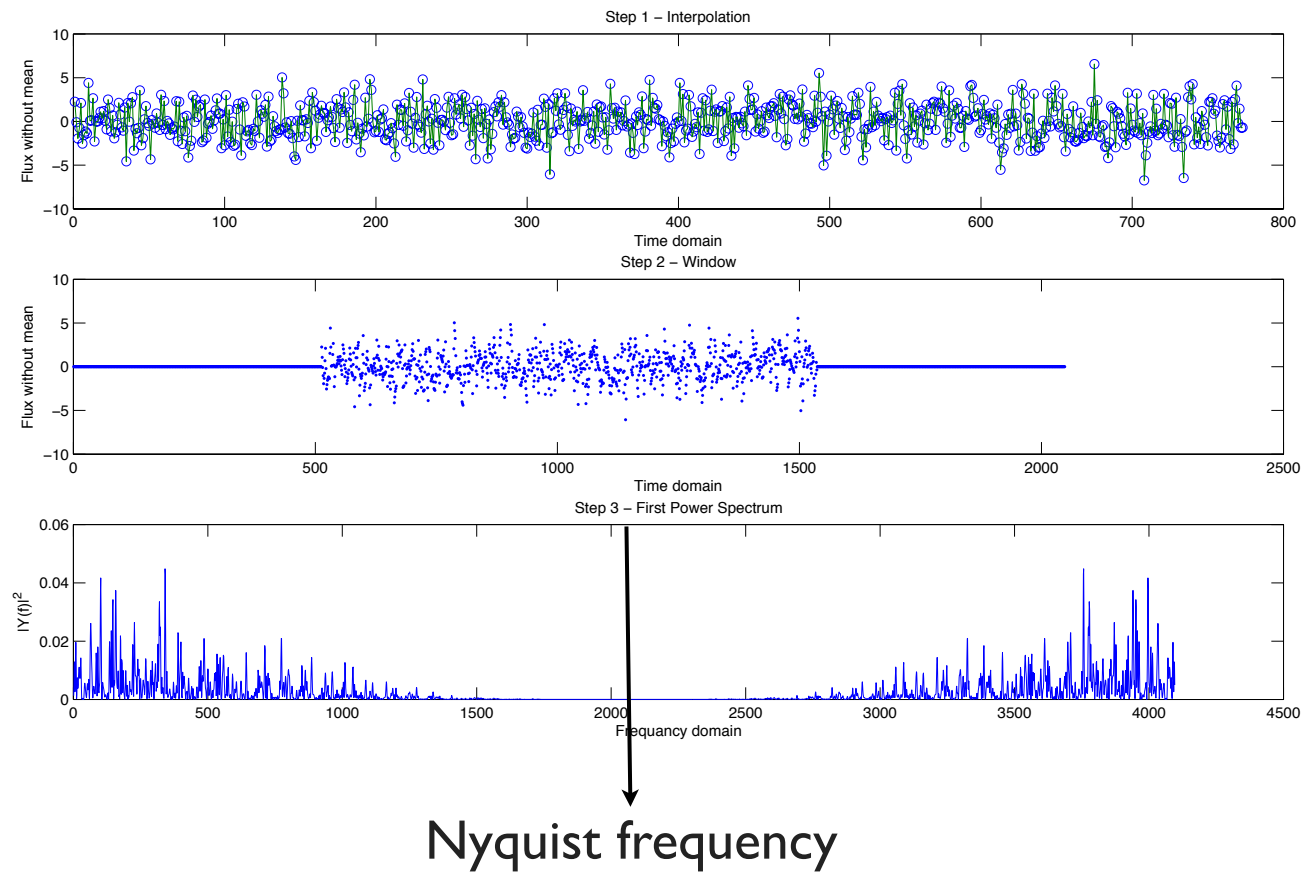 Step 1 − Interpolation
Flux without mean
10
5
0
−5
−10
0 100 200 300 400 500 600 700 800
Time domain
Step 2 − Window
Flux without mean
10
5
0
−5
−10
0 500 1000 1500 2000 2500
Time domain
Step 3 − First Power Spectrum
|Y(f)|²
0.06
0.04
0.02
0
0 500 1000 1500 2000 2500 3000 3500 4000 4500
Frequancy domain
Nyquist frequency